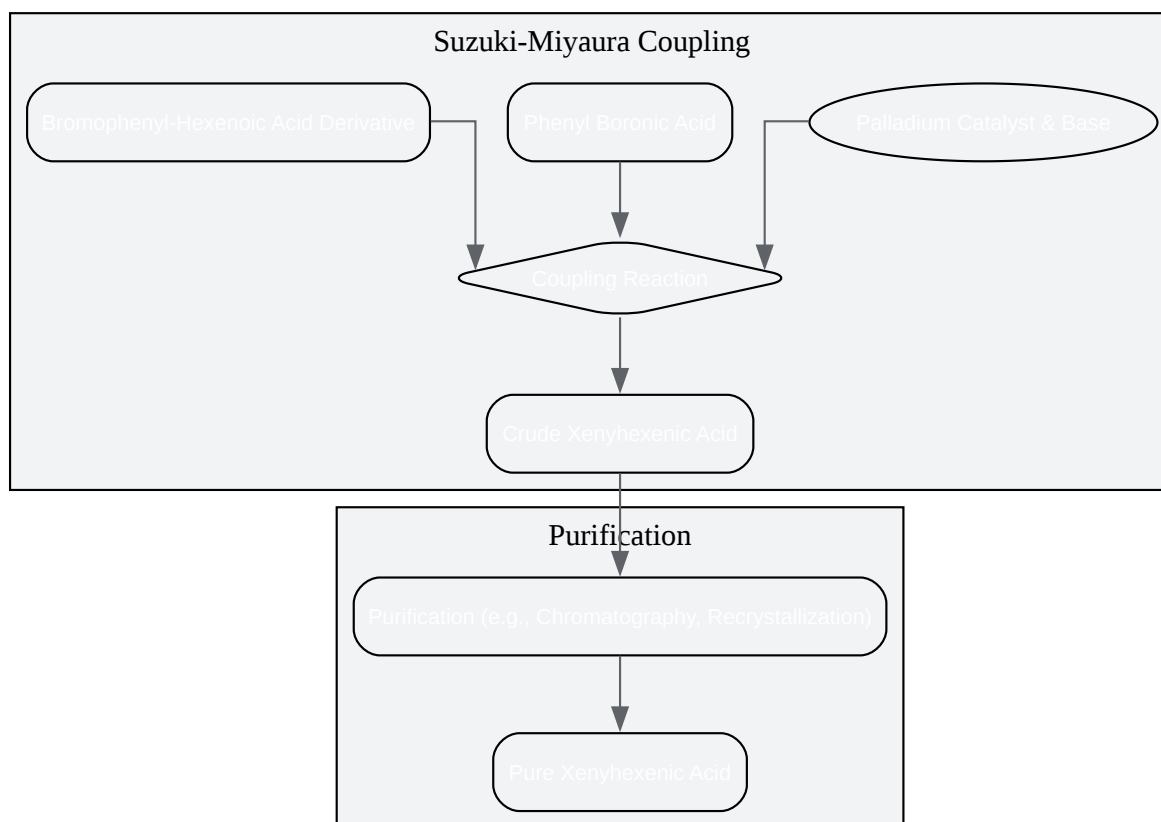 Suzuki-Miyaura Coupling
Bromophenyl-Hexenoic Acid Derivative
Phenyl Boronic Acid
Palladium Catalyst & Base
Coupling Reaction
Crude Xenyhexenic Acid
Purification
Purification (e.g., Chromatography, Recrystallization)
Pure Xenyhexenic Acid